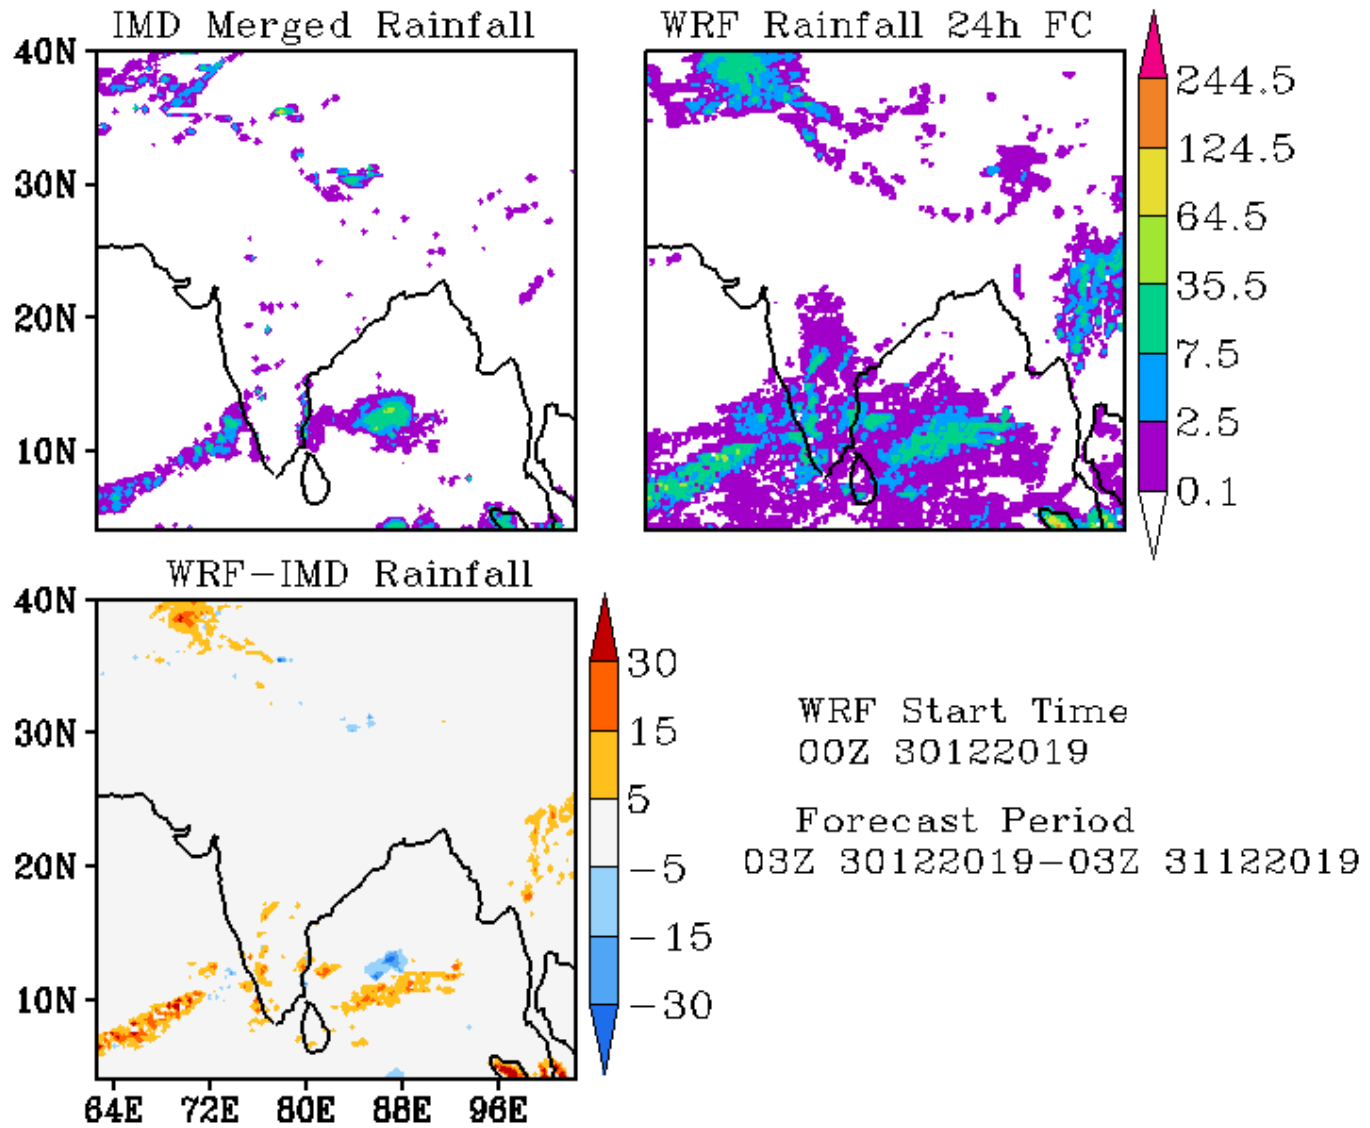 IMD Merged Rainfall
40N
30N
20N
10N
WRF Rainfall 24h FC
244.5
124.5
64.5
35.5
7.5
2.5
0.1
WRF-IMD Rainfall
40N
30N
20N
10N
64E 72E 80E 88E 96E
30
15
5
-5
-15
-30
WRF Start Time
00Z 30122019
Forecast Period
03Z 30122019-03Z 31122019